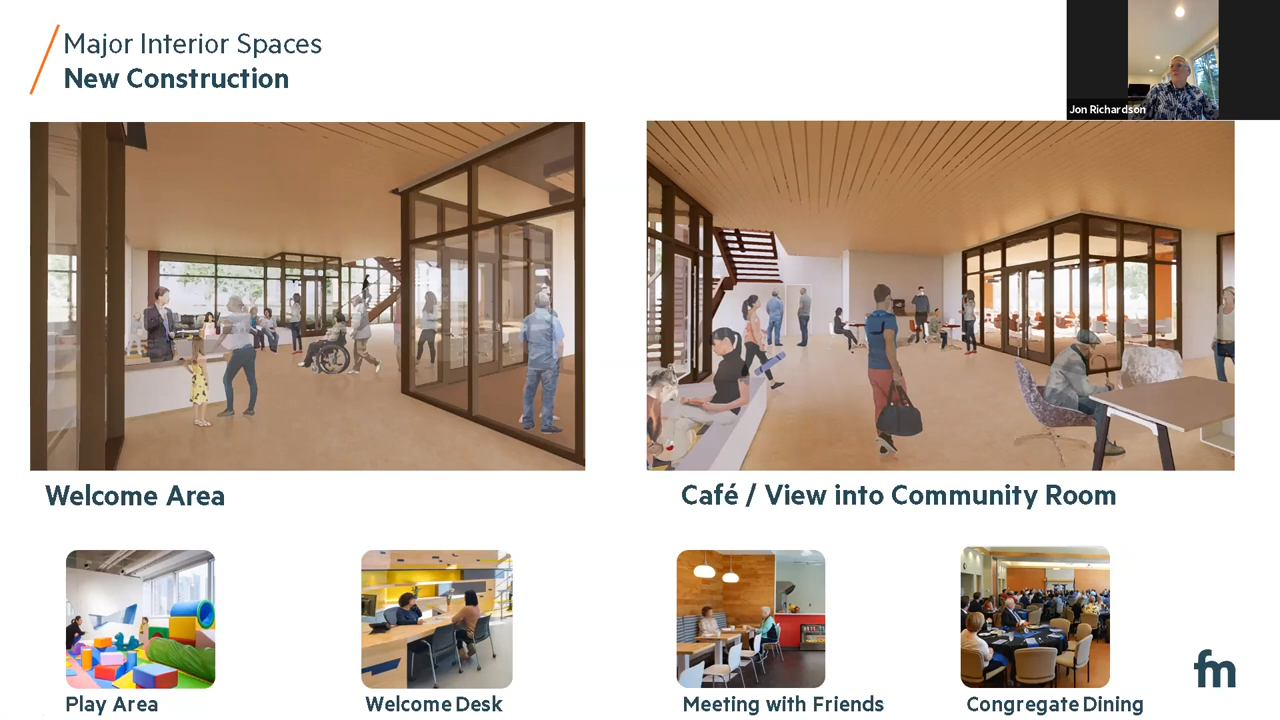 Major Interior Spaces
New Construction
Jon Richardson
Welcome Area
Café / View into Community Room
Play Area
Welcome Desk
Meeting with Friends
Congregate Dining
fm